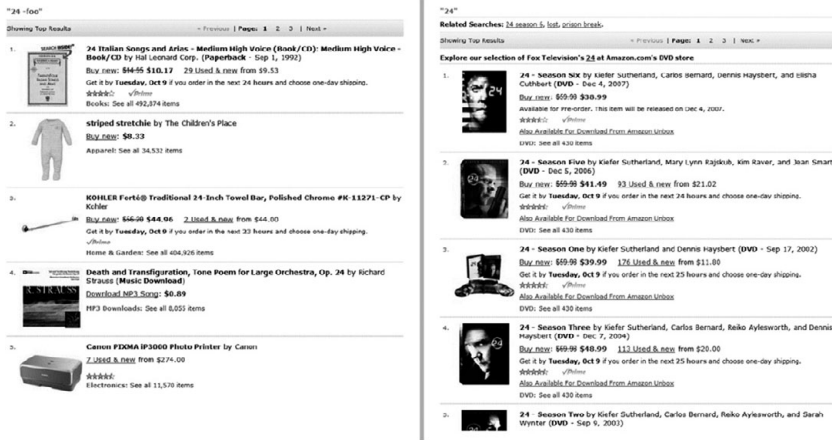 "24 -foo"
Showing Top Results
« Previous | Page: 1 2 3 | Next »
1.
24 Italian Songs and Arias - Medium High Voice (Book/CD): Medium High Voice -
Book/CD by Hal Leonard Corp. (Paperback - Sep 1, 1992)
Buy new: $14.95 $10.17 29 Used & new from $9.53
Get it by Tuesday, Oct 9 if you order in the next 24 hours and choose one-day shipping.
Prime
Books: See all 492,874 items
2.
striped stretchie by The Children's Place
Buy new: $8.33
Apparel: See all 34,532 items
3.
KOHLER Forté® Traditional 24-Inch Towel Bar, Polished Chrome #K-11271-CP by
Kohler
Buy new: $44.96 2 Used & new from $44.00
Get it by Tuesday, Oct 9 if you order in the next 23 hours and choose one-day shipping.
Prime
Home & Garden: See all 404,926 items
4.
Death and Transfiguration, Tone Poem for Large Orchestra, Op. 24 by Richard
Strauss (Music Download)
Download MP3 Song: $0.89
MP3 Downloads: See all 8,055 items
R. STRAUSS
5.
Canon PIXMA iP3000 Photo Printer by Canon
7 Used & new from $274.00
Electronics: See all 11,570 items
"24"
Related Searches: 24 season 6, lost, prison break.
Showing Top Results
« Previous | Page: 1 2 3 | Next »
Explore our selection of Fox Television's 24 at Amazon.com's DVD store
1.
24 - Season Six by Kiefer Sutherland, Carlos Bernard, Dennis Haysbert, and Elisha
Cuthbert (DVD - Dec 4, 2007)
Buy new: $59.98 $38.99
Available for Pre-order. This item will be released on Dec 4, 2007.
Prime
Also Available For Download From Amazon Unbox
DVD: See all 430 items
2.
24 - Season Five by Kiefer Sutherland, Mary Lynn Rajskub, Kim Raver, and Jean Smart
(DVD - Dec 5, 2006)
Buy new: $59.98 $41.49 93 Used & new from $21.02
Get it by Tuesday, Oct 9 if you order in the next 24 hours and choose one-day shipping.
Prime
Also Available For Download From Amazon Unbox
DVD: See all 430 items
3.
24 - Season One by Kiefer Sutherland and Dennis Haysbert (DVD - Sep 17, 2002)
Buy new: $69.98 $39.99 176 Used & new from $11.80
Get it by Tuesday, Oct 9 if you order in the next 25 hours and choose one-day shipping.
Prime
Also Available For Download From Amazon Unbox
DVD: See all 430 items
4.
24 - Season Three by Kiefer Sutherland, Carlos Bernard, Reiko Aylesworth, and Dennis
Haysbert (DVD - Dec 7, 2004)
Buy new: $69.98 $48.99 113 Used & new from $20.00
Get it by Tuesday, Oct 9 if you order in the next 25 hours and choose one-day shipping.
Prime
Also Available For Download From Amazon Unbox
DVD: See all 430 items
5.
24 - Season Two by Kiefer Sutherland, Carlos Bernard, Reiko Aylesworth, and Sarah
Wynter (DVD - Sep 9, 2003)